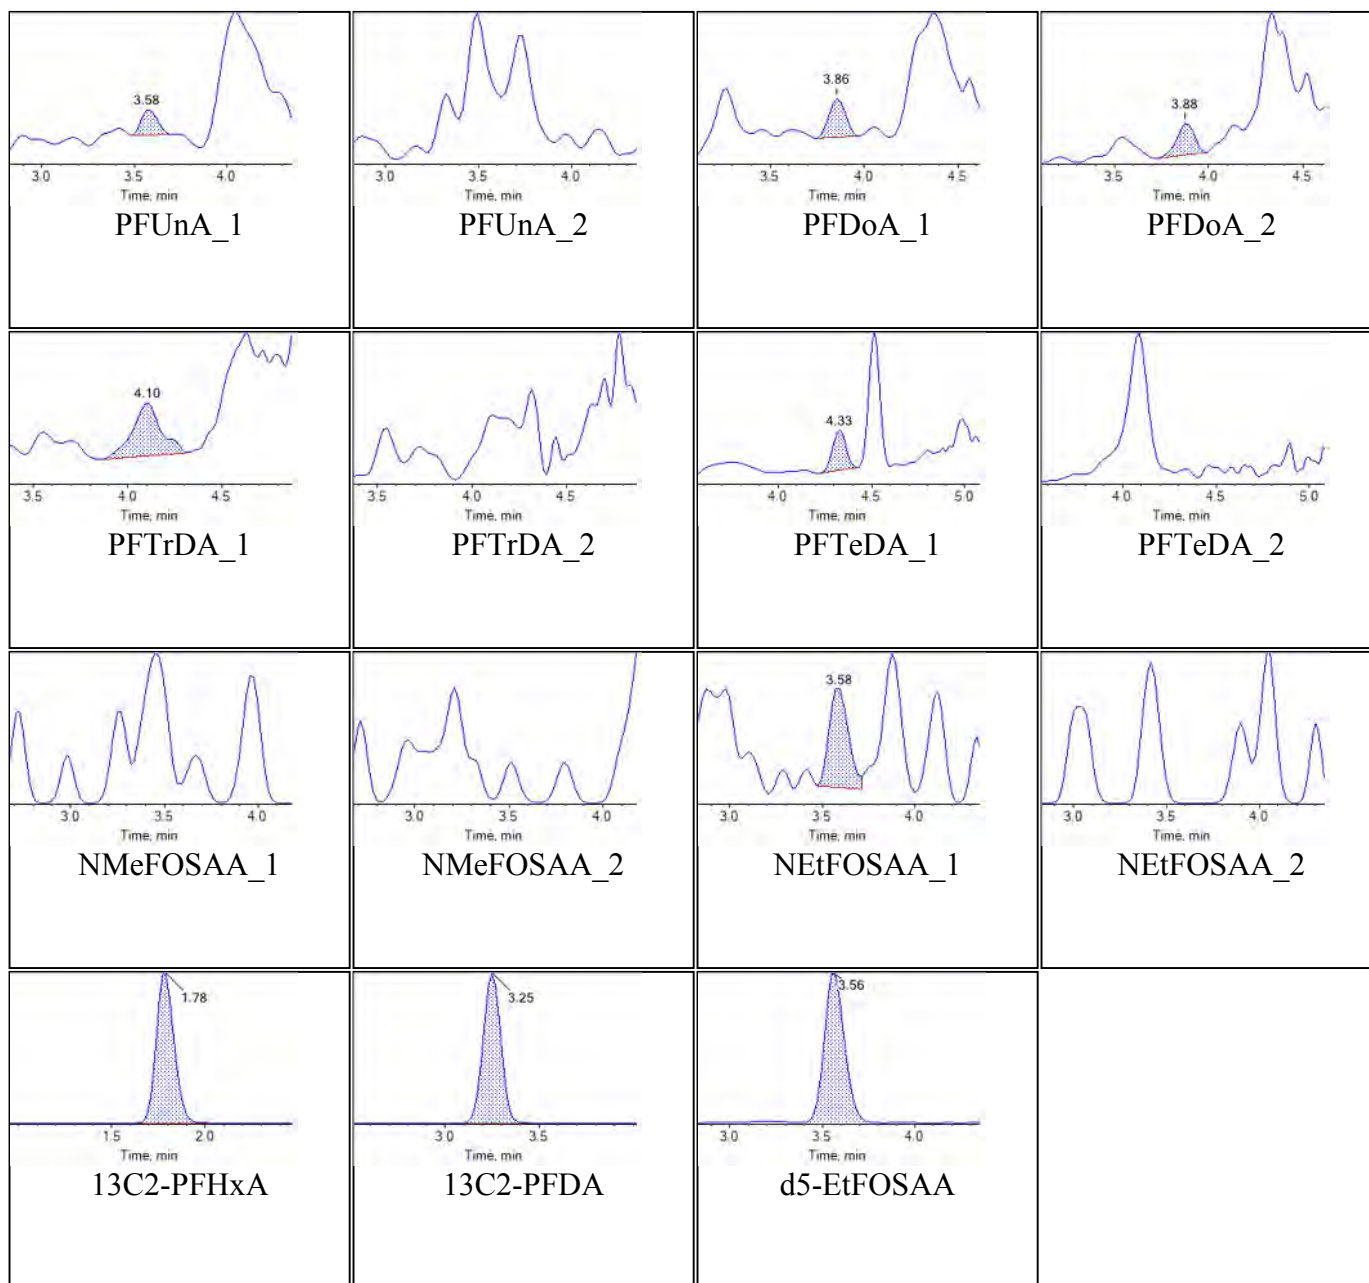 3.58
3.0 3.5 4.0
Time, min
PFUnA_1
3.0 3.5 4.0
Time, min
PFUnA_2
3.86
3.5 4.0 4.5
Time, min
PFDoA_1
3.88
3.5 4.0 4.5
Time, min
PFDoA_2
4.10
3.5 4.0 4.5
Time, min
PFTrDA_1
3.5 4.0 4.5
Time, min
PFTrDA_2
4.33
4.0 4.5 5.0
Time, min
PFTeDA_1
4.0 4.5 5.0
Time, min
PFTeDA_2
3.0 3.5 4.0
Time, min
NMeFOSAA_1
3.0 3.5 4.0
Time, min
NMeFOSAA_2
3.58
3.0 3.5 4.0
Time, min
NEtFOSAA_1
3.0 3.5 4.0
Time, min
NEtFOSAA_2
1.78
1.5 2.0
Time, min
13C2-PFHxA
3.25
3.0 3.5
Time, min
13C2-PFDA
3.56
3.0 3.5 4.0
Time, min
d5-EtFOSAA